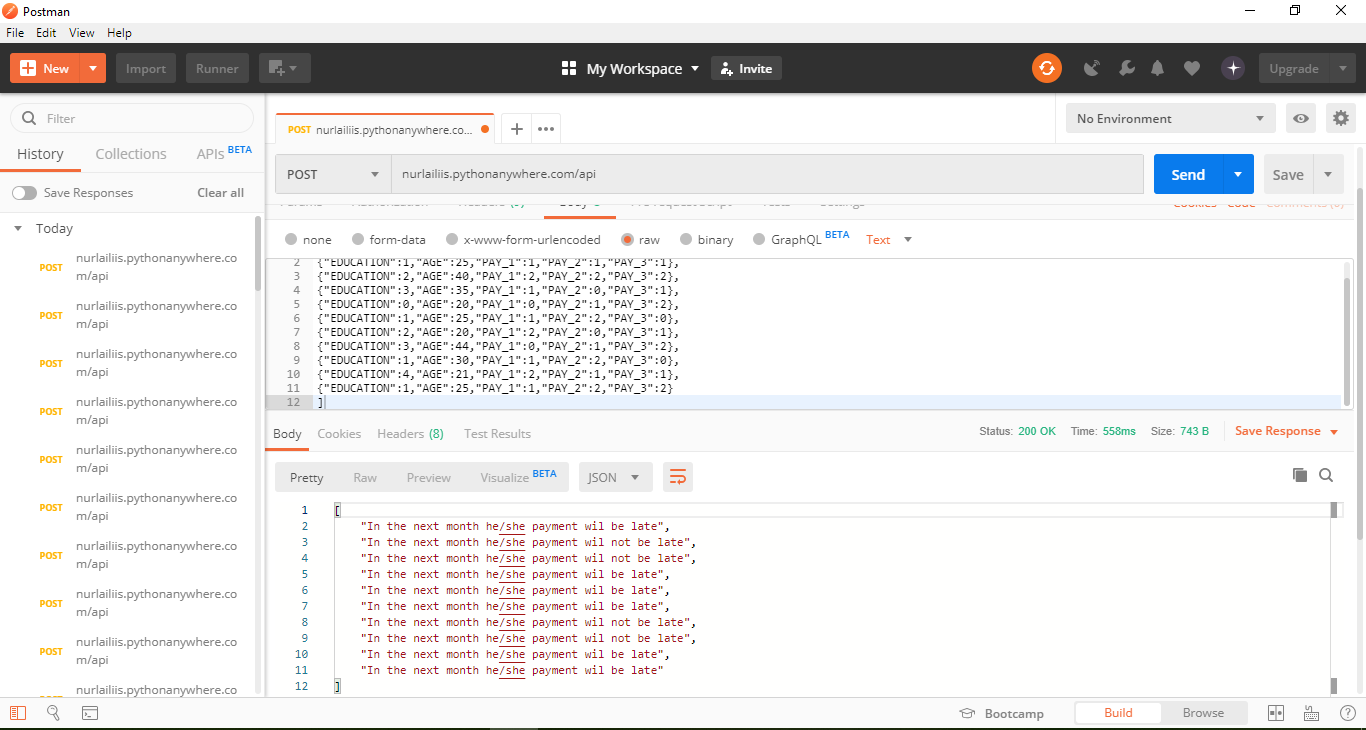 Postman
File Edit View Help
New Import Runner My Workspace Invite Upgrade
Filter
History Collections APIs BETA
Save Responses Clear all
Today
POST nurlailiis.pythonanywhere.co
m/api
POST nurlailiis.pythonanywhere.co
m/api
POST nurlailiis.pythonanywhere.co
m/api
POST nurlailiis.pythonanywhere.co
m/api
POST nurlailiis.pythonanywhere.co
m/api
POST nurlailiis.pythonanywhere.co
m/api
POST nurlailiis.pythonanywhere.co
m/api
POST nurlailiis.pythonanywhere.co
m/api
POST nurlailiis.pythonanywhere.co
m/api
nurlailiis.pythonanywhere.co
POST nurlailiis.pythonanywhere.co... + ••• No Environment
POST nurlailiis.pythonanywhere.com/api Send Save
none form-data x-www-form-urlencoded raw binary GraphQL BETA Text
2 {"EDUCATION":1,"AGE":25,"PAY_1":1,"PAY_2":1,"PAY_3":1},
3 {"EDUCATION":2,"AGE":40,"PAY_1":2,"PAY_2":2,"PAY_3":2},
4 {"EDUCATION":3,"AGE":35,"PAY_1":1,"PAY_2":0,"PAY_3":1},
5 {"EDUCATION":0,"AGE":20,"PAY_1":0,"PAY_2":1,"PAY_3":2},
6 {"EDUCATION":1,"AGE":25,"PAY_1":1,"PAY_2":2,"PAY_3":0},
7 {"EDUCATION":2,"AGE":20,"PAY_1":2,"PAY_2":0,"PAY_3":1},
8 {"EDUCATION":3,"AGE":44,"PAY_1":0,"PAY_2":1,"PAY_3":2},
9 {"EDUCATION":1,"AGE":30,"PAY_1":1,"PAY_2":2,"PAY_3":0},
10 {"EDUCATION":4,"AGE":21,"PAY_1":2,"PAY_2":1,"PAY_3":1},
11 {"EDUCATION":1,"AGE":25,"PAY_1":1,"PAY_2":2,"PAY_3":2}
12 ]
Body Cookies Headers (8) Test Results Status: 200 OK Time: 558ms Size: 743 B Save Response
Pretty Raw Preview Visualize BETA JSON
1 [
2 "In the next month he/she payment wil be late",
3 "In the next month he/she payment wil not be late",
4 "In the next month he/she payment wil not be late",
5 "In the next month he/she payment wil be late",
6 "In the next month he/she payment wil be late",
7 "In the next month he/she payment wil be late",
8 "In the next month he/she payment wil not be late",
9 "In the next month he/she payment wil not be late",
10 "In the next month he/she payment wil be late",
11 "In the next month he/she payment wil be late"
12 ]
Bootcamp Build Browse